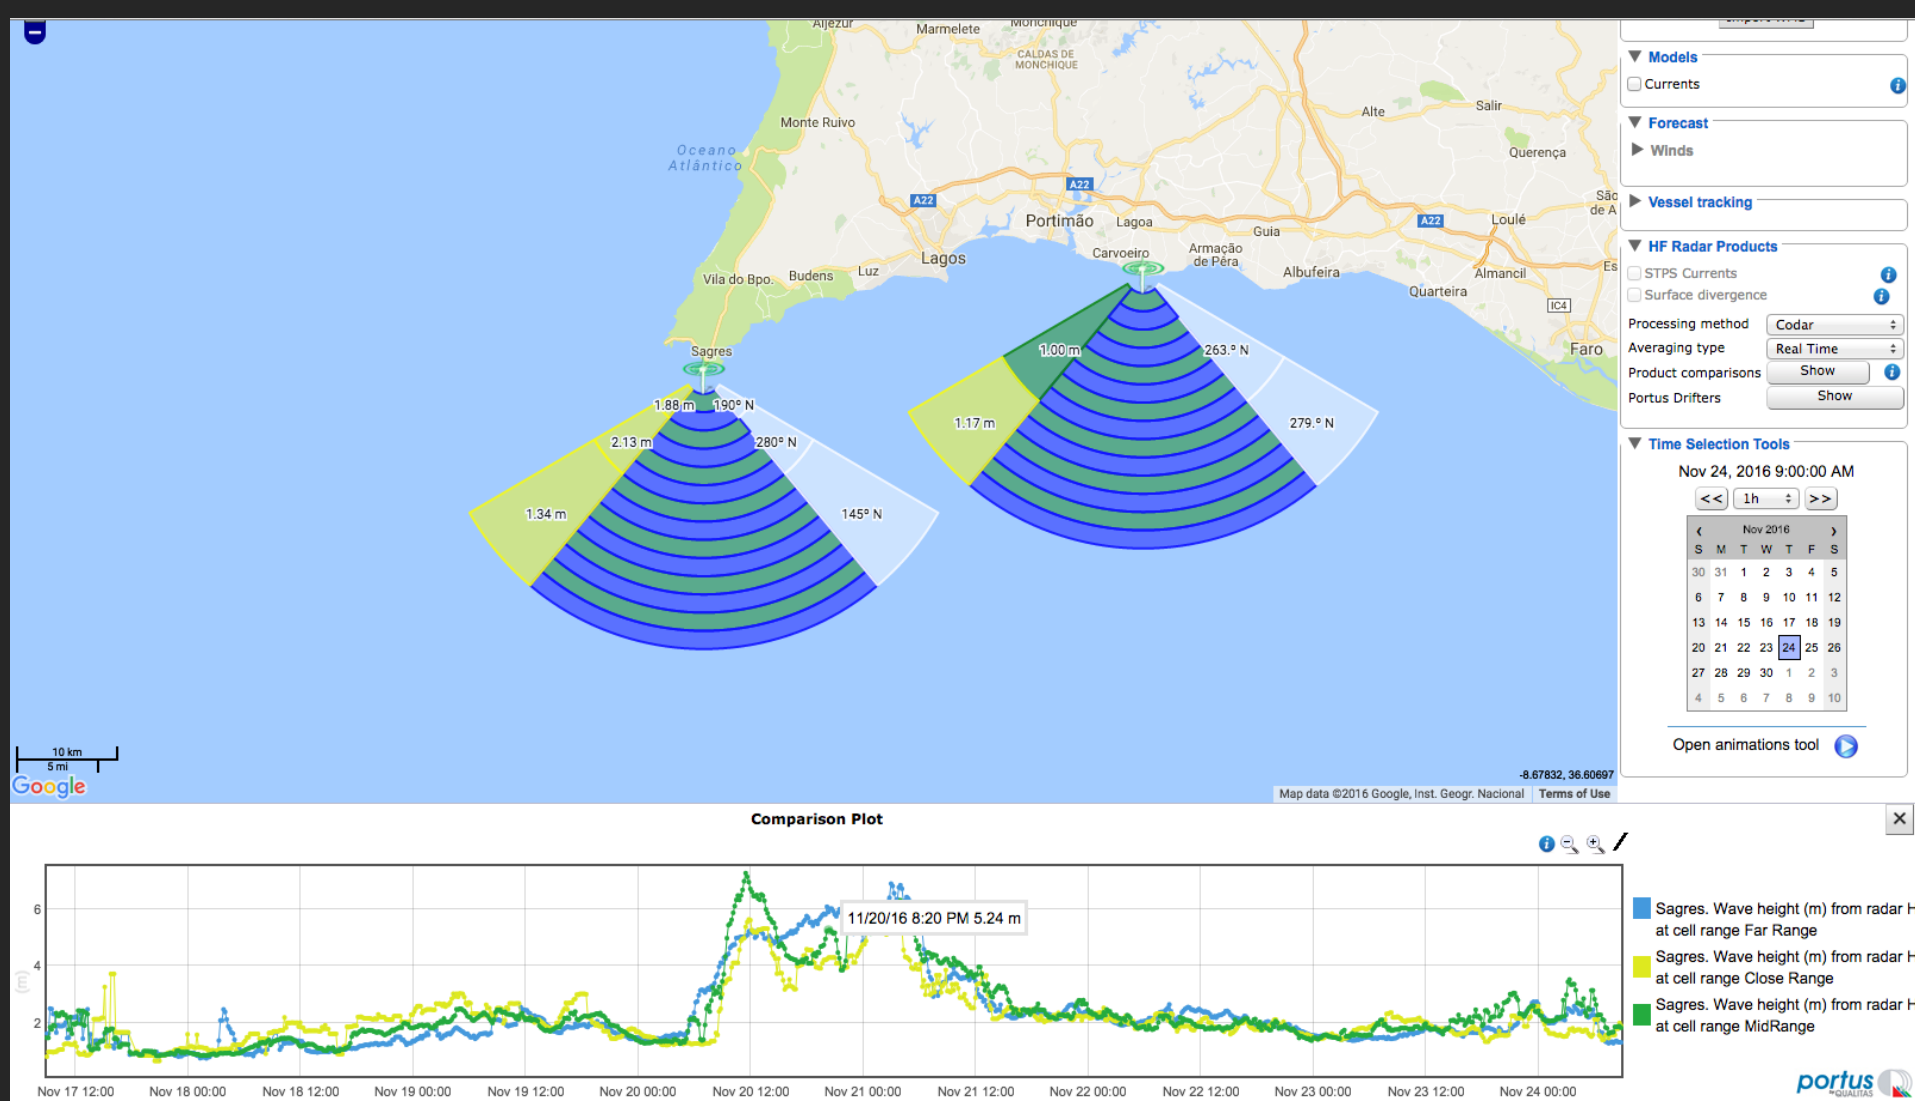 Aljezur
Marmelete
Monchique
CALDAS DE
MONCHIQUE
Monte Ruivo
Alte
Salir
Oceano
Atlântico
Querença
A22
A22
São
de A
Portimão
Lagoa
A22
Loulé
Guia
Carvoeiro
Armação
de Pêra
Lagos
Luz
Budens
Vila do Bpo.
Albufeira
Almancil
Es
Quarteira
IC4
Sagres
Faro
1.00 m
263.º N
1.88 m
190º N
1.17 m
279.º N
2.13 m
280º N
1.34 m
145º N
10 km
5 mi
Google
-8.67832, 36.60697
Map data ©2016 Google, Inst. Geogr. Nacional
Terms of Use
Models
Currents
Forecast
Winds
Vessel tracking
HF Radar Products
STPS Currents
Surface divergence
Processing method Codar
Averaging type Real Time
Product comparisons Show
Portus Drifters Show
Time Selection Tools
Nov 24, 2016 9:00:00 AM
<< 1h >>
‹ Nov 2016 ›
S M T W T F S
30 31 1 2 3 4 5
6 7 8 9 10 11 12
13 14 15 16 17 18 19
20 21 22 23 24 25 26
27 28 29 30 1 2 3
4 5 6 7 8 9 10
Open animations tool
Comparison Plot
11/20/16 8:20 PM 5.24 m
6
4
2
(m)
Nov 17 12:00 Nov 18 00:00 Nov 18 12:00 Nov 19 00:00 Nov 19 12:00 Nov 20 00:00 Nov 20 12:00 Nov 21 00:00 Nov 21 12:00 Nov 22 00:00 Nov 22 12:00 Nov 23 00:00 Nov 23 12:00 Nov 24 00:00
Sagres. Wave height (m) from radar H
at cell range Far Range
Sagres. Wave height (m) from radar H
at cell range Close Range
Sagres. Wave height (m) from radar H
at cell range MidRange
portus
by QUALITAS